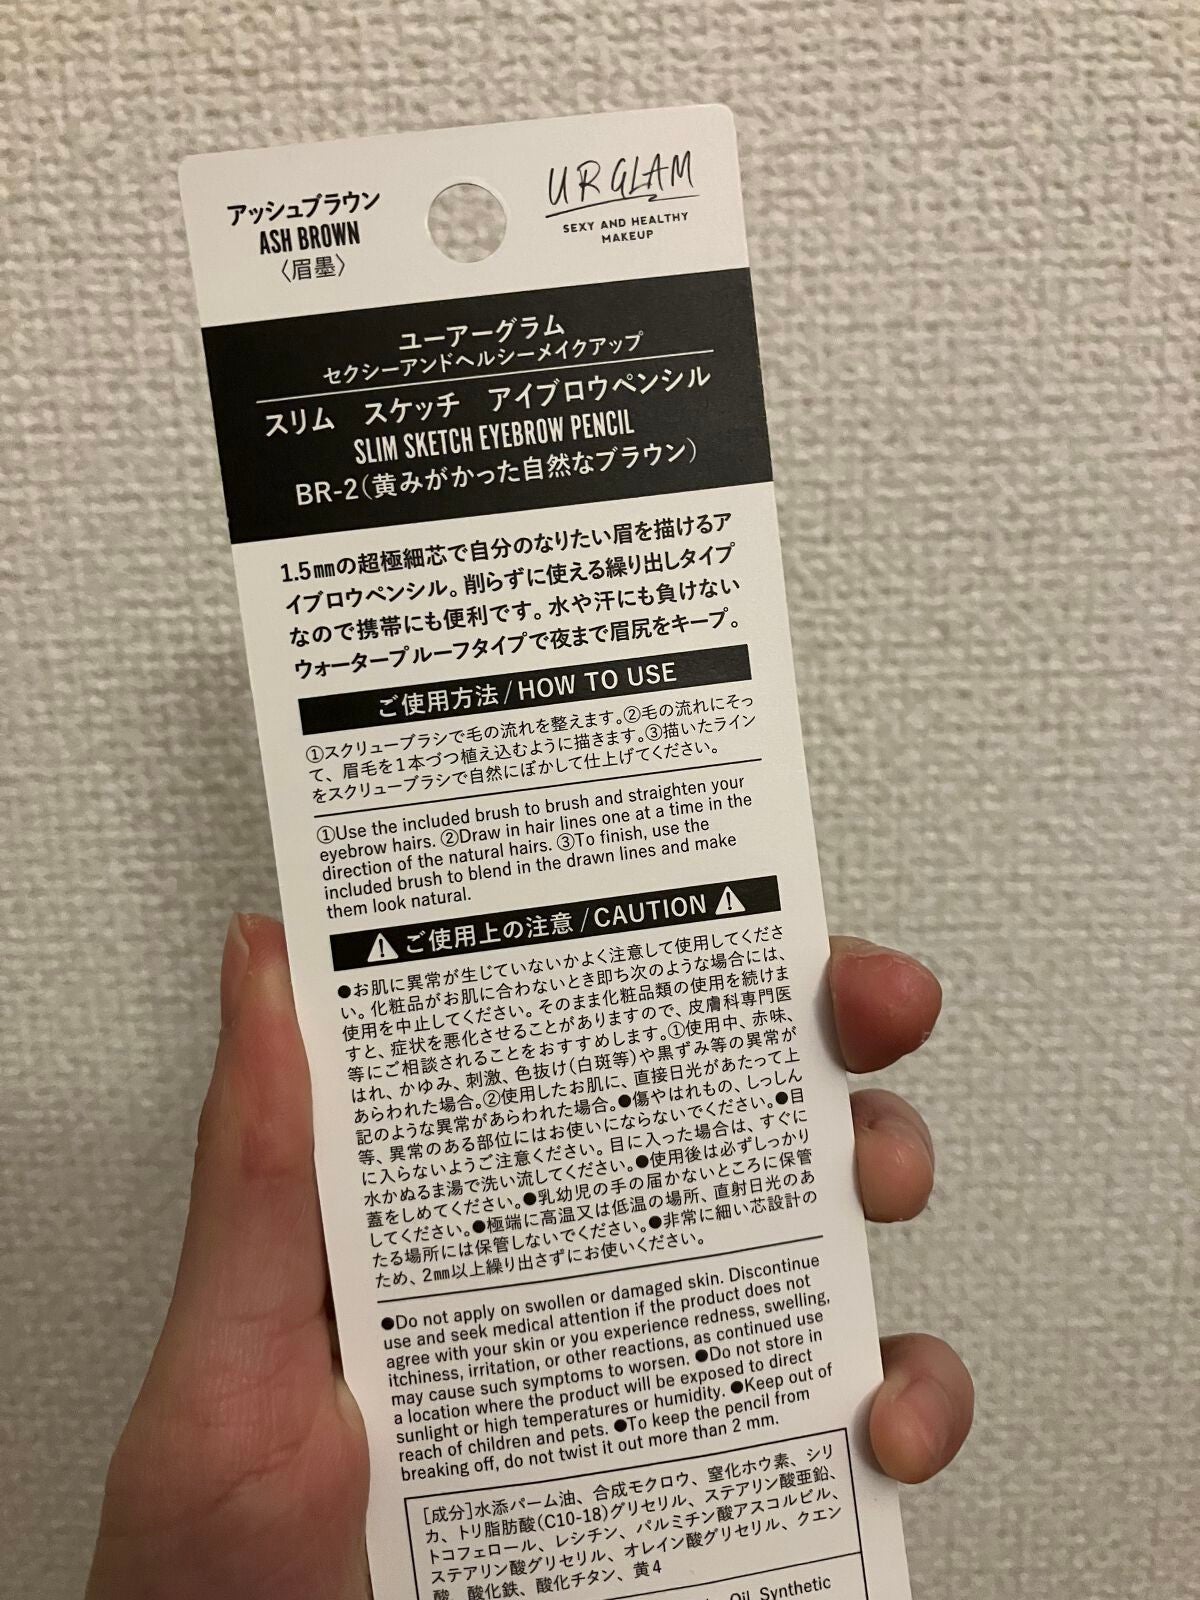 アッシュブラウン
ASH BROWN
〈眉墨〉
UR GLAM
SEXY AND HEALTHY
MAKEUP
ユーアーグラム
セクシーアンドヘルシーメイクアップ
スリム スケッチ アイブロウペンシル
SLIM SKETCH EYEBROW PENCIL
BR-2(黄みがかった自然なブラウン)
1.5㎜の超極細芯で自分のなりたい眉を描けるア
イブロウペンシル。削らずに使える繰り出しタイプ
なので携帯にも便利です。水や汗にも負けない
ウォータープルーフタイプで夜まで眉尻をキープ。
ご使用方法/HOW TO USE
①スクリューブラシで毛の流れを整えます。②毛の流れにそっ
て、眉毛を1本づつ植え込むように描きます。③描いたライン
をスクリューブラシで自然にぼかして仕上げてください。
①Use the included brush to brush and straighten your
eyebrow hairs. ②Draw in hair lines one at a time in the
direction of the natural hairs. ③To finish, use the
included brush to blend in the drawn lines and make
them look natural.
⚠ご使用上の注意/CAUTION⚠
●お肌に異常が生じていないかよく注意して使用してくださ
い。化粧品がお肌に合わないとき即ち次のような場合には、
使用を中止してください。そのまま化粧品類の使用を続けま
すと、症状を悪化させることがありますので、皮膚科専門医
等にご相談されることをおすすめします。①使用中、赤味、
はれ、かゆみ、刺激、色抜け(白斑等)や黒ずみ等の異常が
あらわれた場合。②使用したお肌に、直接日光があたって上
記のような異常があらわれた場合。●傷やはれもの、しっしん
等、異常のある部位にはお使いにならないでください。●目
に入らないようご注意ください。目に入った場合は、すぐに
水かぬるま湯で洗い流してください。●使用後は必ずしっかり
蓋をしめてください。●乳幼児の手の届かないところに保管
してください。●極端に高温又は低温の場所、直射日光のあ
たる場所には保管しないでください。●非常に細い芯設計の
ため、2㎜以上繰り出さずにお使いください。
●Do not apply on swollen or damaged skin. Discontinue
use and seek medical attention if the product does not
agree with your skin or you experience redness, swelling,
itchiness, irritation, or other reactions, as continued use
may cause such symptoms to worsen. ●Do not store in
a location where the product will be exposed to direct
sunlight or high temperatures or humidity. ●Keep out of
reach of children and pets. ●To keep the pencil from
breaking off, do not twist it out more than 2 mm.
[成分]水添パーム油、合成モクロウ、窒化ホウ素、シリ
カ、トリ脂肪酸(C10-18)グリセリル、ステアリン酸亜鉛、
トコフェロール、レシチン、パルミチン酸アスコルビル、
ステアリン酸グリセリル、オレイン酸グリセリル、クエン
酸、酸化鉄、酸化チタン、黄4
Oil, Synthetic